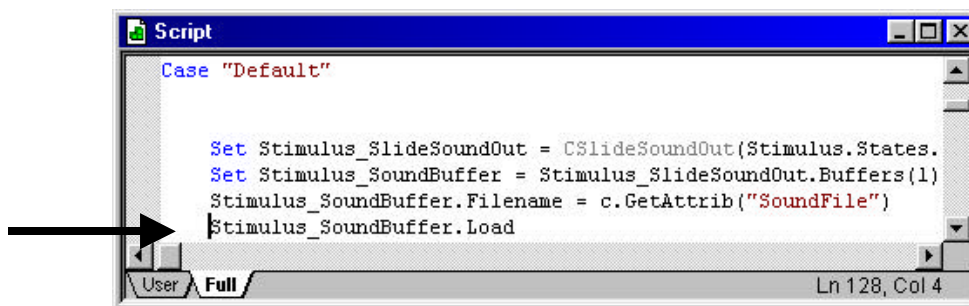 Script
Case "Default"
Set Stimulus_SlideSoundOut = CSlideSoundOut(Stimulus.States.
Set Stimulus_SoundBuffer = Stimulus_SlideSoundOut.Buffers(1)
Stimulus_SoundBuffer.Filename = c.GetAttrib("SoundFile")
Stimulus_SoundBuffer.Load
User Full Ln 128, Col 4